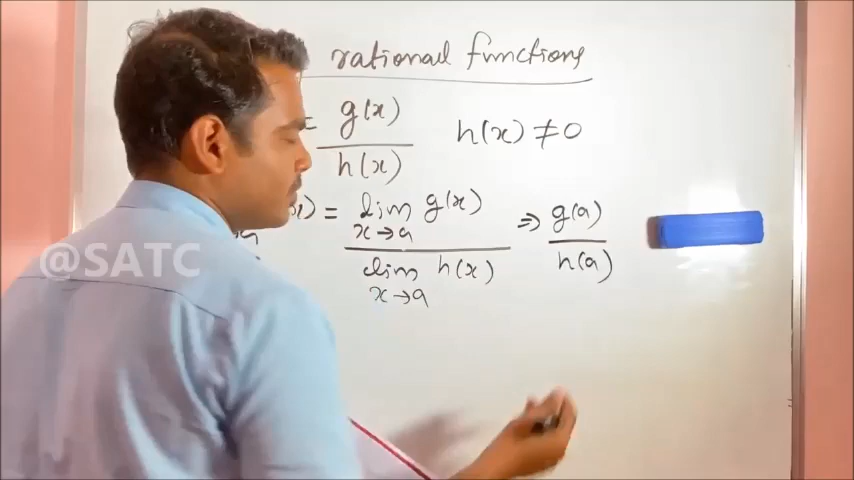 rational functions
= g(x) / h(x) h(x) ≠ 0
) = lim x→a g(x) / lim x→a h(x) ⇒ g(a) / h(a)
a
@SATC